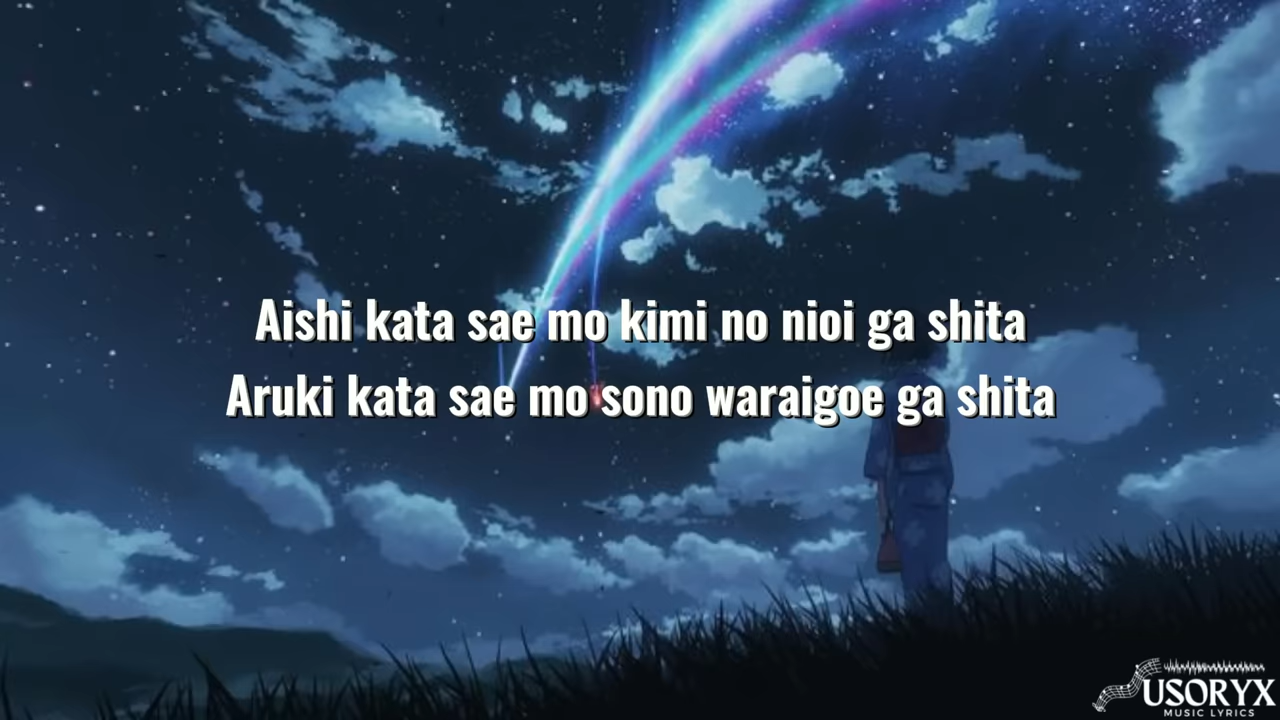 Aishi kata sae mo kimi no nioi ga shita
Aruki kata sae mo sono waraigoe ga shita
USORYX
MUSIC LYRICS